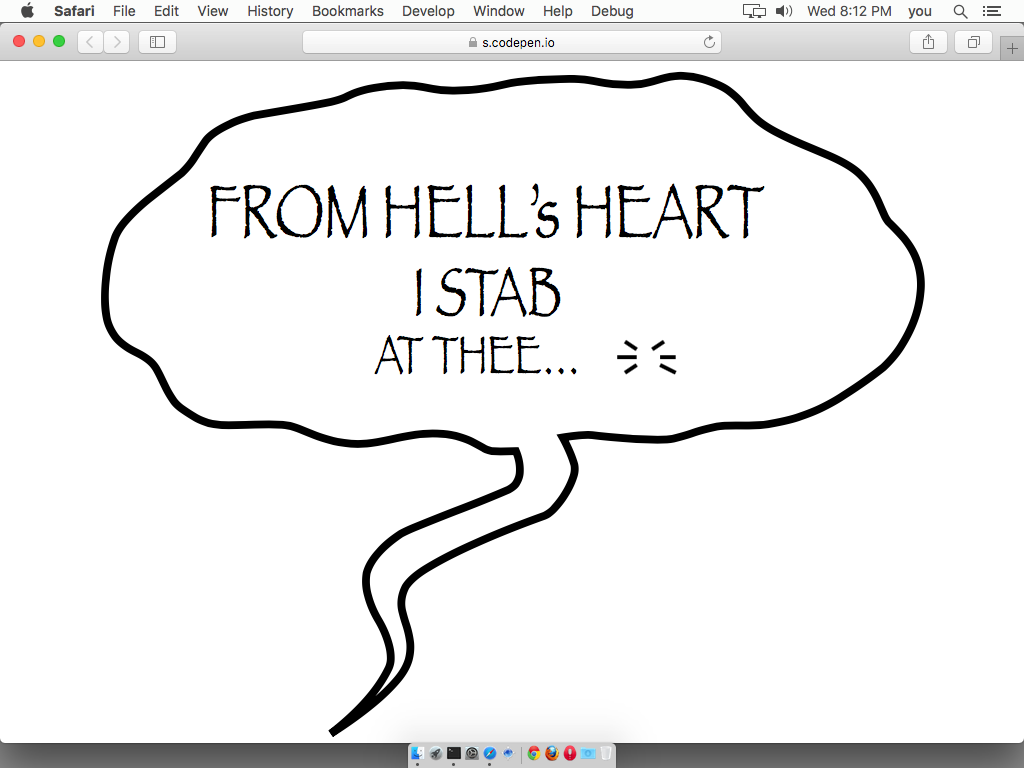 Safari File Edit View History Bookmarks Develop Window Help Debug Wed 8:12 PM you
s.codepen.io
FROM HELL's HEART
I STAB
AT THEE...